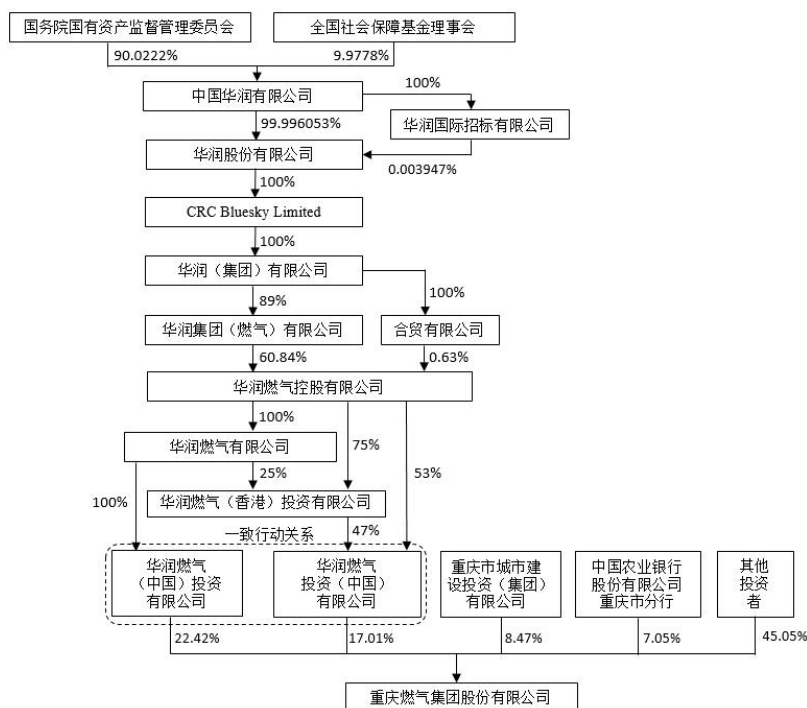 国务院国有资产监督管理委员会
全国社会保障基金理事会
90.0222%
9.9778%
中国华润有限公司
100%
99.996053%
华润国际招标有限公司
华润股份有限公司
0.003947%
100%
CRC Bluesky Limited
100%
华润（集团）有限公司
89%
100%
华润集团（燃气）有限公司
合贸有限公司
60.84%
0.63%
华润燃气控股有限公司
100%
华润燃气有限公司
75%
53%
100%
25%
华润燃气（香港）投资有限公司
一致行动关系
47%
华润燃气
（中国）投资
有限公司
华润燃气
投资（中国）
有限公司
重庆市城市建
设投资（集团）
有限公司
中国农业银行
股份有限公司
重庆市分行
其他
投资
者
22.42%
17.01%
8.47%
7.05%
45.05%
重庆燃气集团股份有限公司